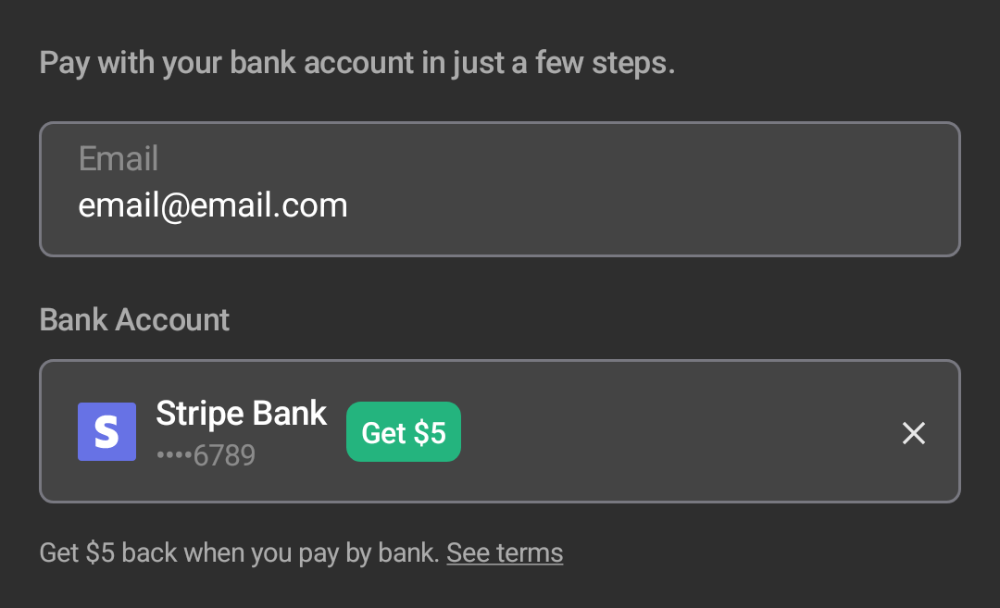 Pay with your bank account in just a few steps.
Email
email@email.com
Bank Account
S
Stripe Bank
••••6789
Get $5
Get $5 back when you pay by bank. See terms